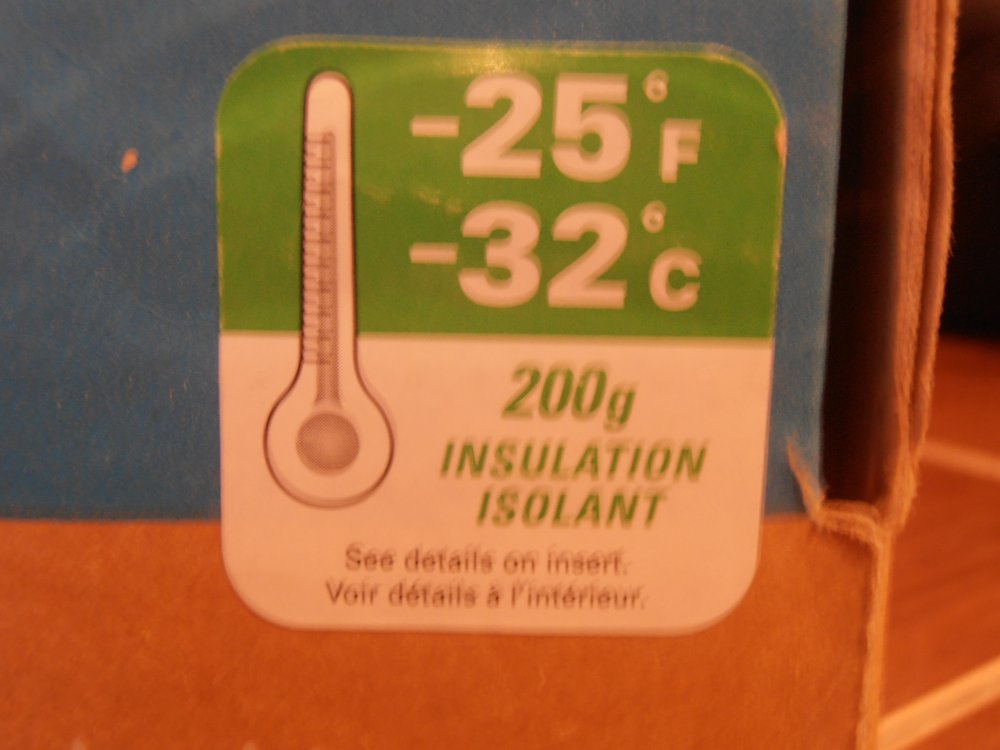 -25°F
-32°C
200g
INSULATION
ISOLANT
See details on insert.
Voir détails à l'intérieur.